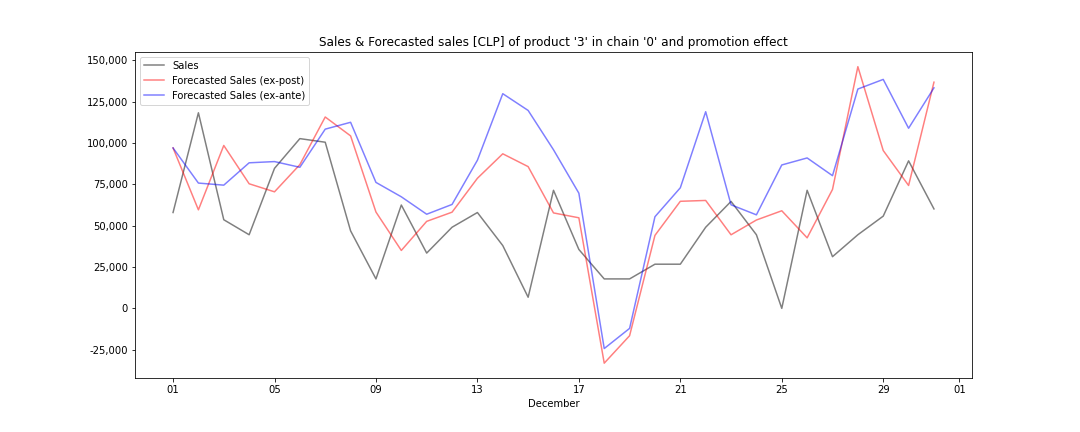 Sales & Forecasted sales [CLP] of product '3' in chain '0' and promotion effect
150,000
125,000
100,000
75,000
50,000
25,000
0
-25,000
Sales
Forecasted Sales (ex-post)
Forecasted Sales (ex-ante)
01 05 09 13 17 21 25 29 01
December